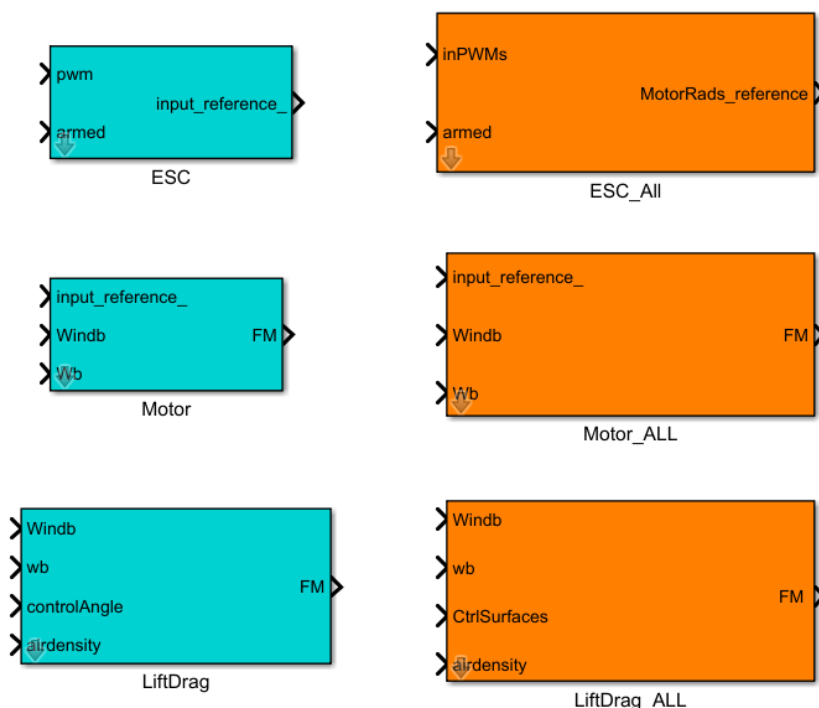 pwm
input_reference_
armed
ESC
inPWMs
MotorRads_reference
armed
ESC_All
input_reference_
Windb
FM
Wb
Motor
input_reference_
Windb
FM
Wb
Motor_ALL
Windb
wb
FM
controlAngle
airdensity
LiftDrag
Windb
wb
FM
CtrlSurfaces
airdensity
LiftDrag_ALL